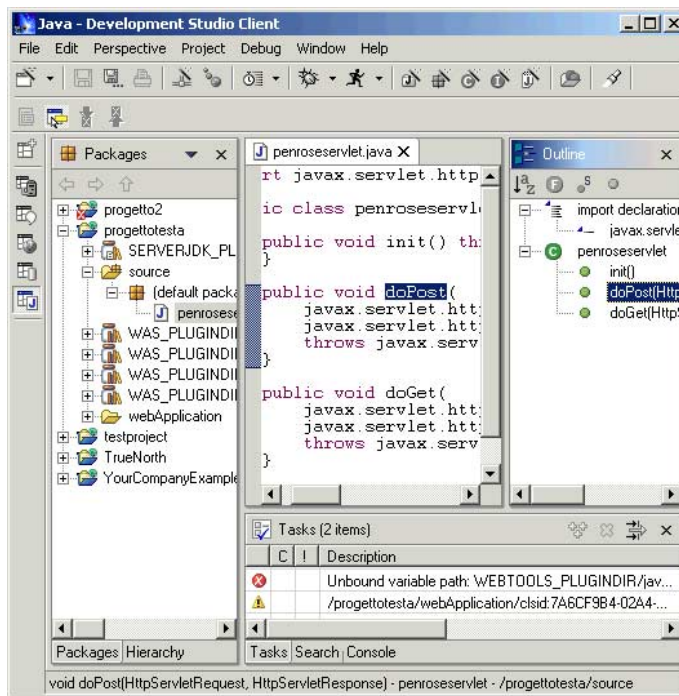 Java - Development Studio Client
File Edit Perspective Project Debug Window Help
Packages
progetto2
progettotesta
SERVERJDK_PL
source
(default packa
penrosese
WAS_PLUGINDI
WAS_PLUGINDI
WAS_PLUGINDI
WAS_PLUGINDI
webApplication
testproject
TrueNorth
YourCompanyExample
Packages Hierarchy
penroseservlet.java
rt javax.servlet.http
ic class penroseservl
public void init() th
}
public void doPost(
javax.servlet.htt
javax.servlet.htt
throws javax.serv
}
public void doGet(
javax.servlet.htt
javax.servlet.htt
throws javax.serv
}
Outline
import declaration
javax.servle
penroseservlet
init()
doPost(Http
doGet(HttpS
Tasks (2 items)
C ! Description
Unbound variable path: WEBTOOLS_PLUGINDIR/jav...
/progettotesta/webApplication/clsid:7A6CF9B4-02A4-...
Tasks Search Console
void doPost(HttpServletRequest, HttpServletResponse) - penroseservlet - /progettotesta/source